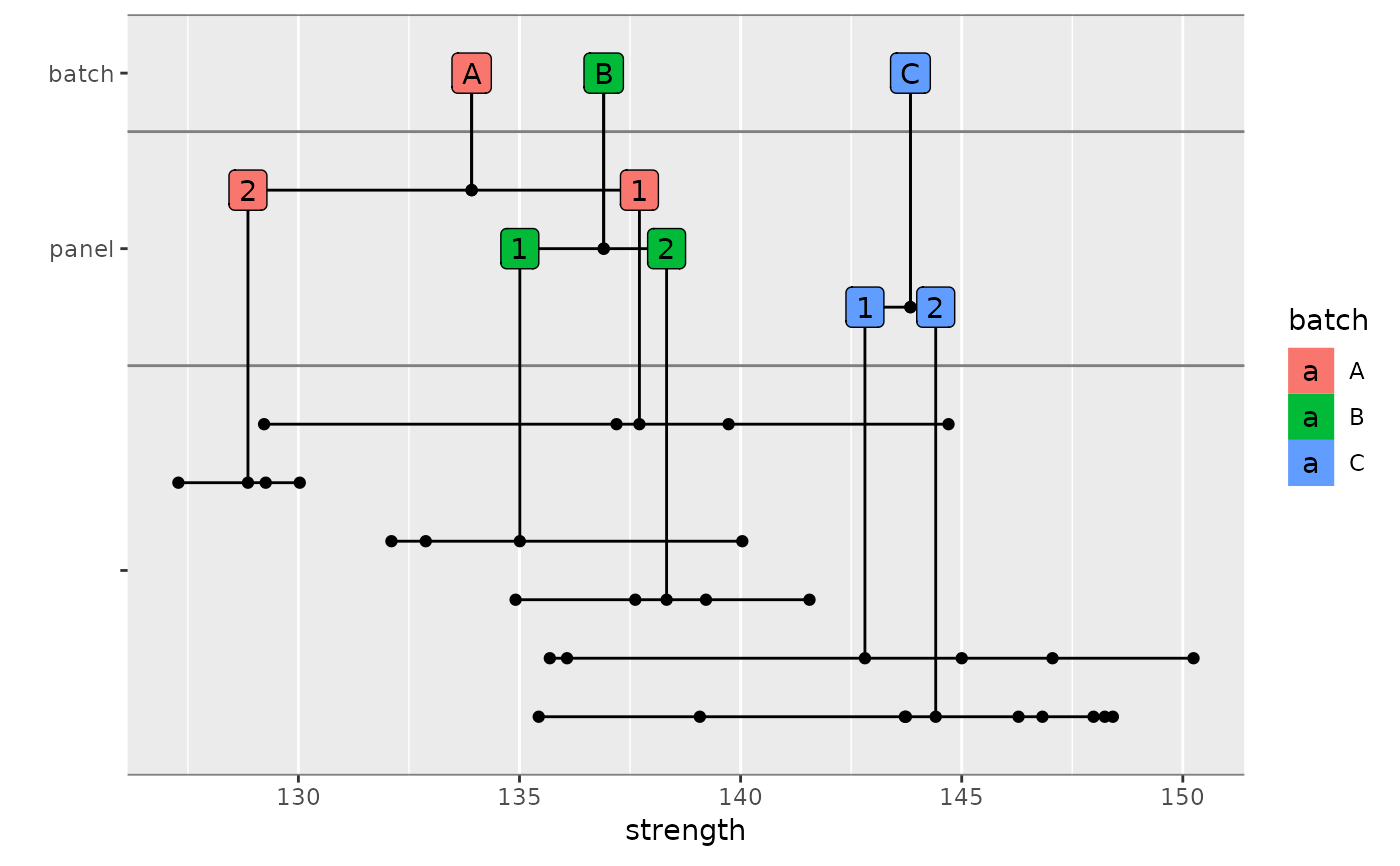 batch A B C
2 1
panel 1 2
1 2
batch
a A
a B
a C
130 135 140 145 150
strength